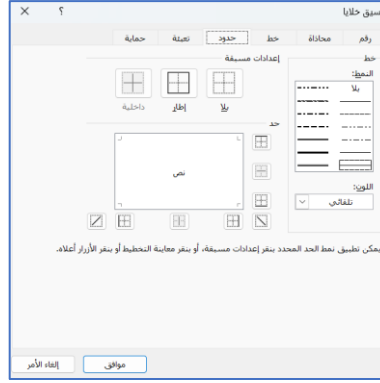 تنسيق خلايا ?
رقم محاذاة خط حدود تعبئة حماية
خط
النمط:
بلا
اللون:
تلقائي
إعدادات مسبقة
بلا إطار داخلية
حد
نص
يمكن تطبيق نمط الحد المحدد بنقر إعدادات مسبقة، أو بنقر معاينة التخطيط أو بنقر الأزرار أعلاه.
موافق إلغاء الأمر